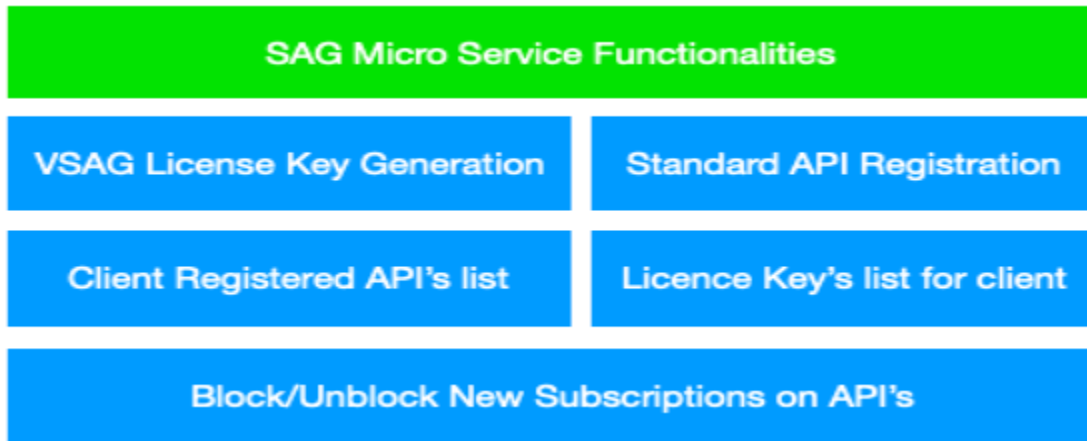 SAG Micro Service Functionalities
VSAG License Key Generation
Standard API Registration
Client Registered API's list
Licence Key's list for client
Block/Unblock New Subscriptions on API's